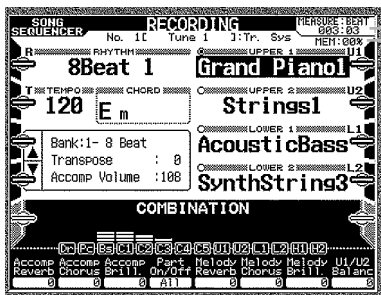 SONG SEQUENCER RECORDING MEASURE:BEAT 003:03
No. 1[ Tune 1 ]:Tr. Sys MEM:00%
R RHYTHM UPPER 1 U1
8Beat 1 Grand Piano1
T TEMPO CHORD UPPER 2 U2
120 E m Strings1
LOWER 1 L1
Bank:1- 8 Beat AcousticBass
Transpose : 0 LOWER 2 L2
Accomp Volume :108 SynthString3
COMBINATION
Dr Pc Bs C1 C2 C3 C4 C5 U1 U2 L1 L2 H1 H2
Accomp Accomp Accomp Part Melody Melody Melody U1/U2
Reverb Chorus Brill. On/Off Reverb Chorus Brill. Balanc
0 0 0 All 0 0 0 0